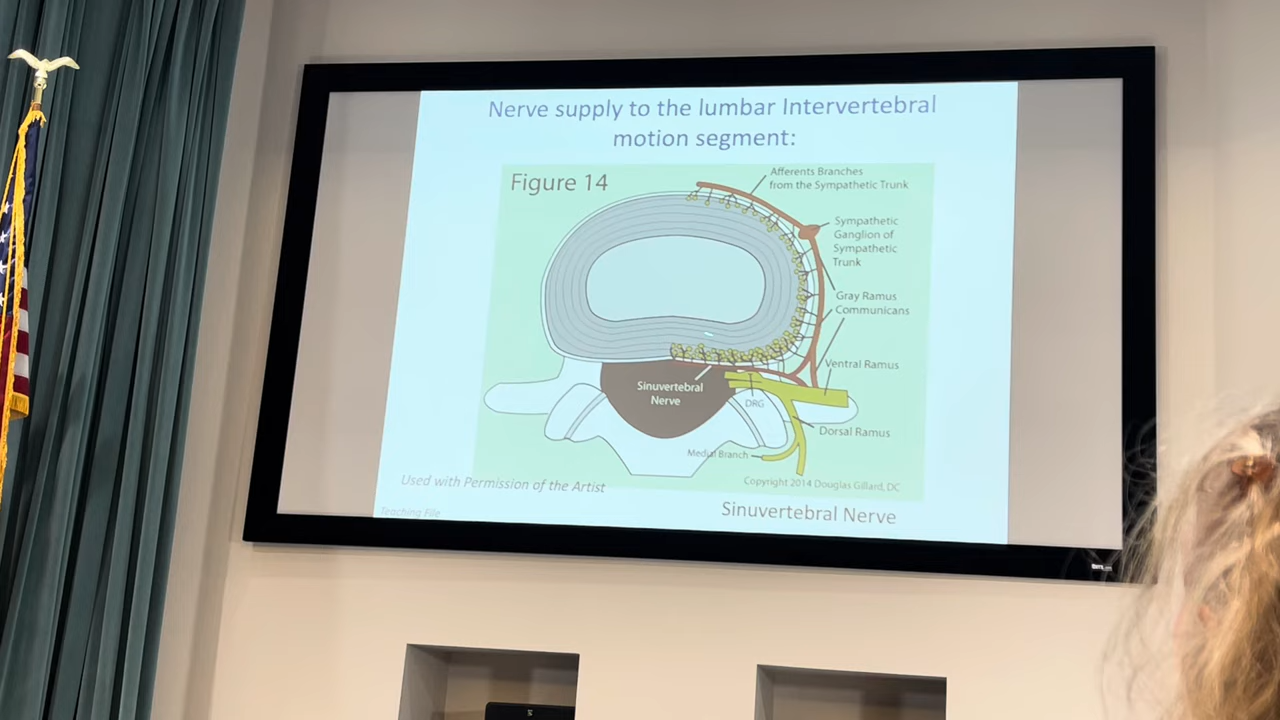 Nerve supply to the lumbar Intervertebral
motion segment:
Figure 14
Afferents Branches
from the Sympathetic Trunk
Sympathetic
Ganglion of
Sympathetic
Trunk
Gray Ramus
Communicans
Ventral Ramus
Sinuvertebral
Nerve
DRG
Dorsal Ramus
Medial Branch
Copyright 2014 Douglas Gillard, DC
Used with Permission of the Artist
Sinuvertebral Nerve
Teaching File